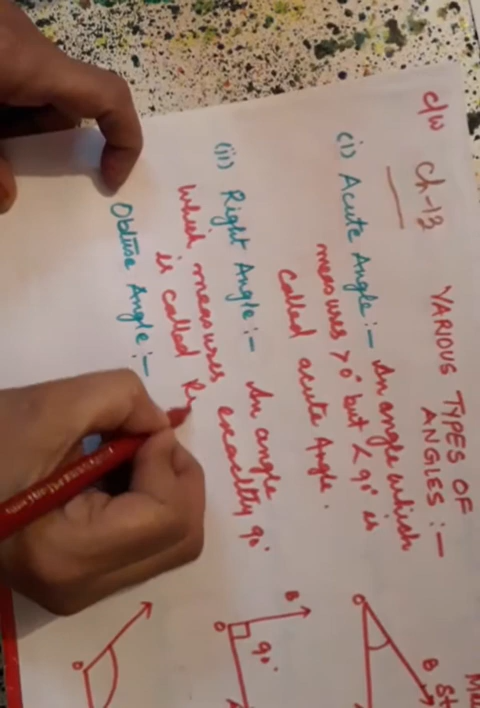 c/w Ch-13
VARIOUS TYPES OF
ANGLES :-
(i) Acute Angle :- An angle which
measures > 0° but < 90° is
called acute Angle.
(ii) Right Angle :- An angle
which measures exactly 90°
is called
Obtuse Angle :-
O
B
O
B
90°
O